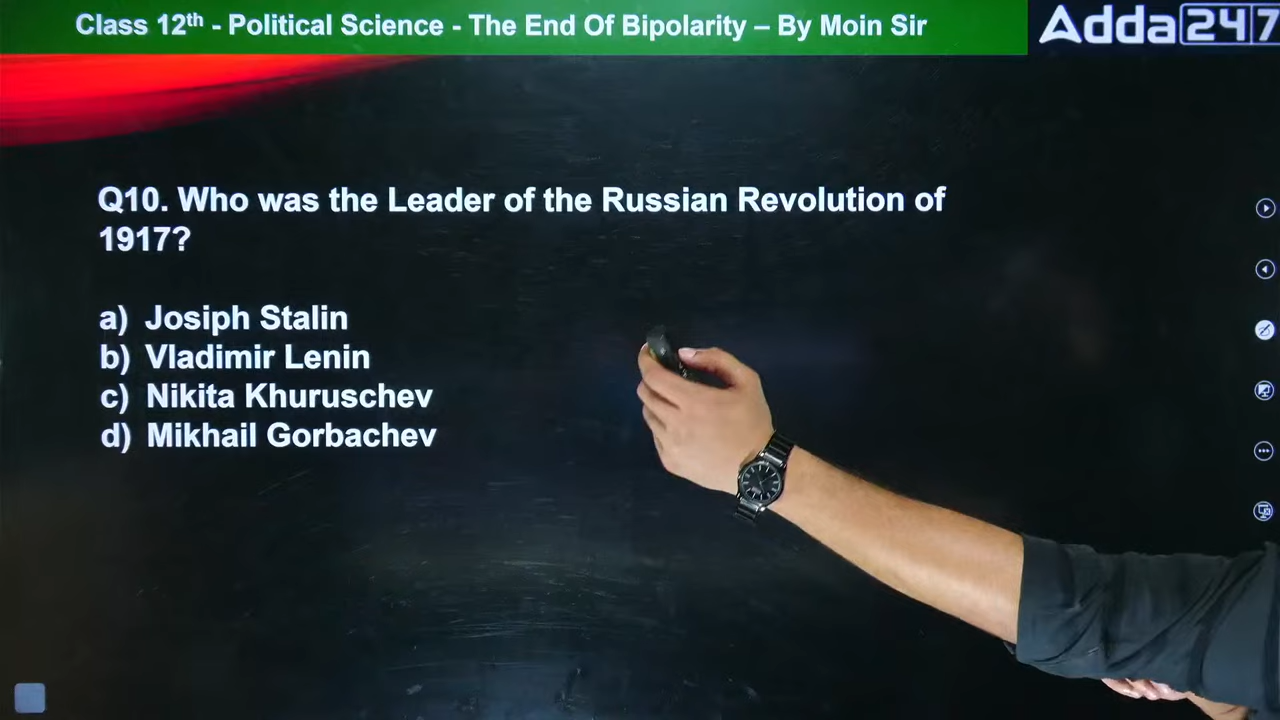 Class 12th - Political Science - The End Of Bipolarity – By Moin Sir
Adda247
Q10. Who was the Leader of the Russian Revolution of
1917?
a) Josiph Stalin
b) Vladimir Lenin
c) Nikita Khuruschev
d) Mikhail Gorbachev